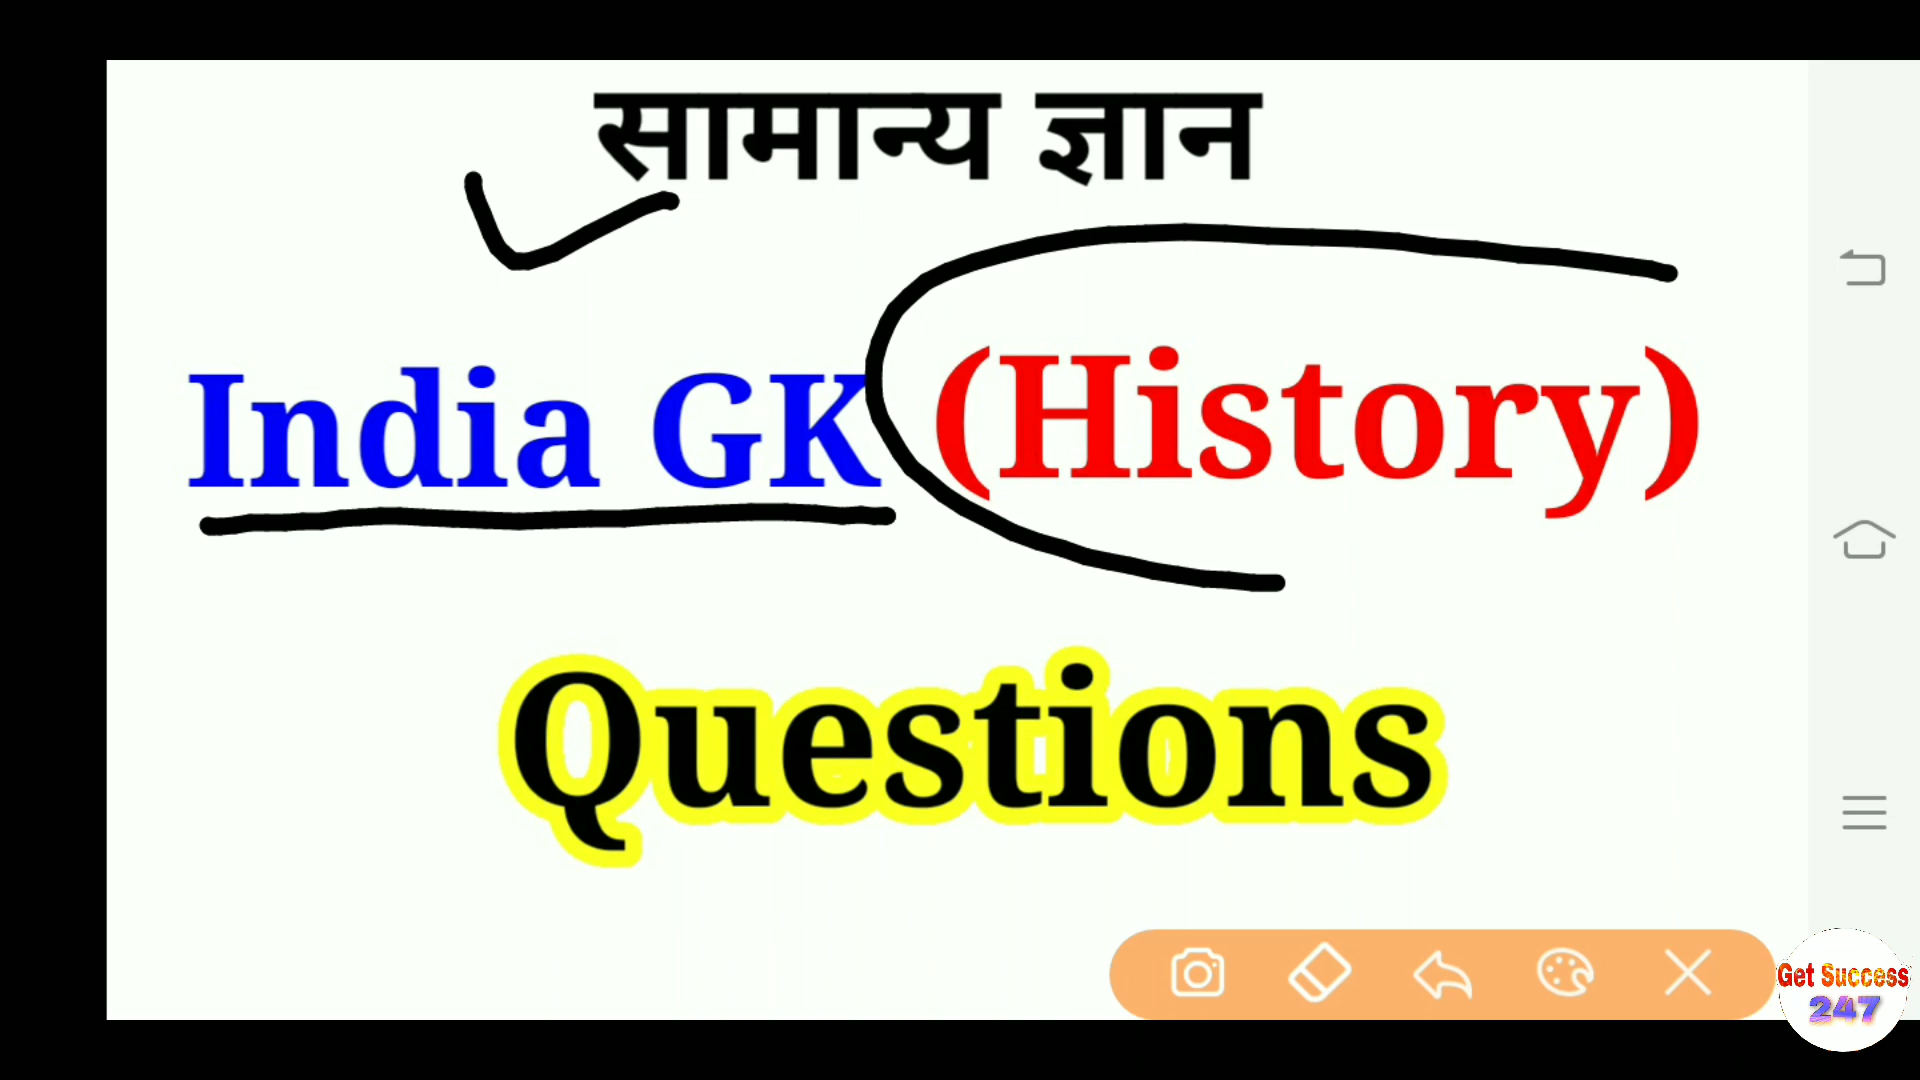 सामान्य ज्ञान
India GK (History)
Questions
Get Success
247